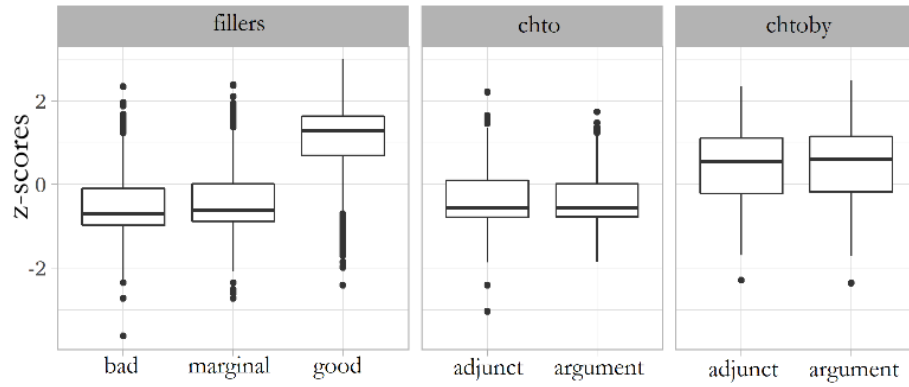 fillers chto chtoby
z-scores
2
0
-2
bad marginal good adjunct argument adjunct argument